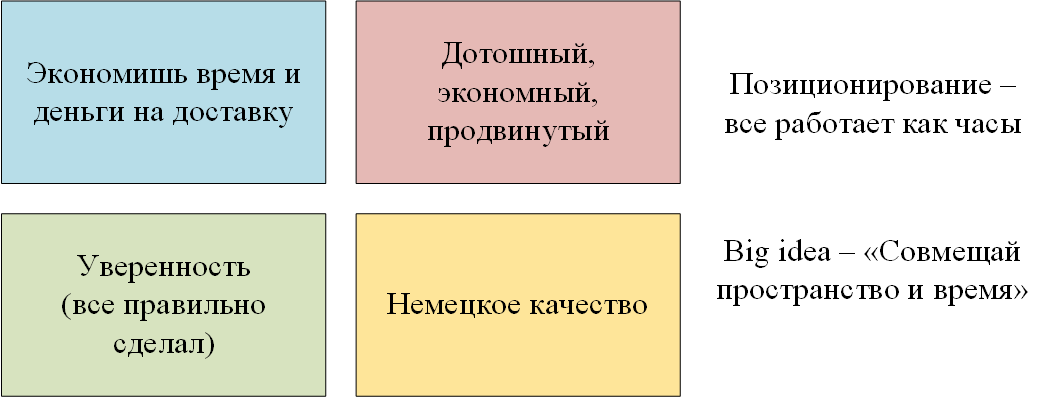 Экономишь время и
деньги на доставку
Дотошный,
экономный,
продвинутый
Позиционирование –
все работает как часы
Уверенность
(все правильно
сделал)
Немецкое качество
Big idea – «Совмещай
пространство и время»